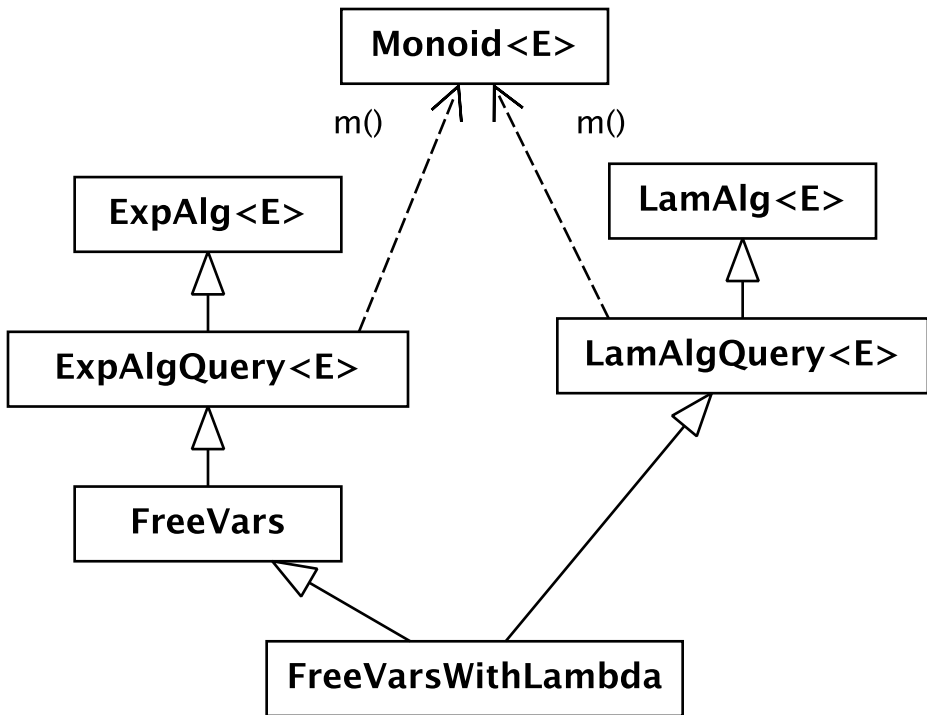 Monoid<E>
m()
m()
ExpAlg<E>
LamAlg<E>
ExpAlgQuery<E>
LamAlgQuery<E>
FreeVars
FreeVarsWithLambda